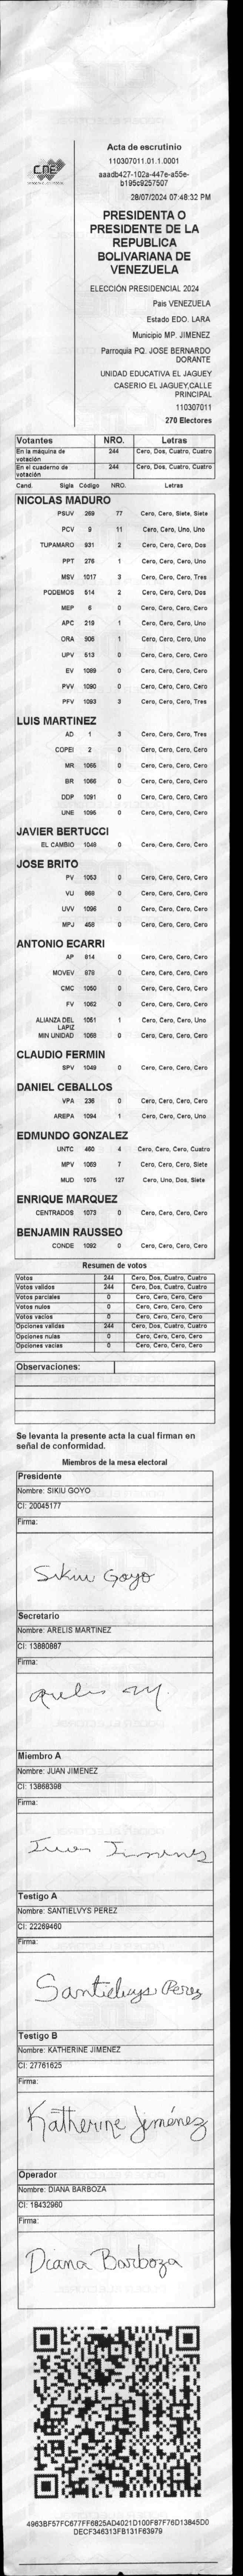 Acta de escrutinio
110307011.01.1.0001
aaadb427-102a-447e-a55e-
b195c9257507
28/07/2024 07:48:32 PM
CNE
PRESIDENTA O
PRESIDENTE DE LA
REPUBLICA
BOLIVARIANA DE
VENEZUELA
ELECCIÓN PRESIDENCIAL 2024
Pais VENEZUELA
Estado EDO. LARA
Municipio MP. JIMENEZ
Parroquia PQ. JOSE BERNARDO
DORANTE
UNIDAD EDUCATIVA EL JAGUEY
CASERIO EL JAGUEY,CALLE
PRINCIPAL
110307011
270 Electores
Votantes NRO. Letras
En la máquina de votación 244 Cero, Dos, Cuatro, Cuatro
En el cuaderno de votación 244 Cero, Dos, Cuatro, Cuatro
Cand. Sigla Código NRO. Letras
NICOLAS MADURO
PSUV 269 77 Cero, Cero, Siete, Siete
PCV 9 11 Cero, Cero, Uno, Uno
TUPAMARO 931 2 Cero, Cero, Cero, Dos
PPT 276 1 Cero, Cero, Cero, Uno
MSV 1017 3 Cero, Cero, Cero, Tres
PODEMOS 514 2 Cero, Cero, Cero, Dos
MEP 6 0 Cero, Cero, Cero, Cero
APC 219 1 Cero, Cero, Cero, Uno
ORA 906 1 Cero, Cero, Cero, Uno
UPV 513 0 Cero, Cero, Cero, Cero
EV 1089 0 Cero, Cero, Cero, Cero
PVV 1090 0 Cero, Cero, Cero, Cero
PFV 1093 3 Cero, Cero, Cero, Tres
LUIS MARTINEZ
AD 1 3 Cero, Cero, Cero, Tres
COPEI 2 0 Cero, Cero, Cero, Cero
MR 1065 0 Cero, Cero, Cero, Cero
BR 1066 0 Cero, Cero, Cero, Cero
DDP 1091 0 Cero, Cero, Cero, Cero
UNE 1095 0 Cero, Cero, Cero, Cero
JAVIER BERTUCCI
EL CAMBIO 1048 0 Cero, Cero, Cero, Cero
JOSE BRITO
PV 1053 0 Cero, Cero, Cero, Cero
VU 868 0 Cero, Cero, Cero, Cero
UVV 1096 0 Cero, Cero, Cero, Cero
MPJ 458 0 Cero, Cero, Cero, Cero
ANTONIO ECARRI
AP 814 0 Cero, Cero, Cero, Cero
MOVEV 878 0 Cero, Cero, Cero, Cero
CMC 1050 0 Cero, Cero, Cero, Cero
FV 1062 0 Cero, Cero, Cero, Cero
ALIANZA DEL LAPIZ 1051 1 Cero, Cero, Cero, Uno
MIN UNIDAD 1068 0 Cero, Cero, Cero, Cero
CLAUDIO FERMIN
SPV 1049 0 Cero, Cero, Cero, Cero
DANIEL CEBALLOS
VPA 236 0 Cero, Cero, Cero, Cero
AREPA 1094 1 Cero, Cero, Cero, Uno
EDMUNDO GONZALEZ
UNTC 460 4 Cero, Cero, Cero, Cuatro
MPV 1069 7 Cero, Cero, Cero, Siete
MUD 1075 127 Cero, Uno, Dos, Siete
ENRIQUE MARQUEZ
CENTRADOS 1073 0 Cero, Cero, Cero, Cero
BENJAMIN RAUSSEO
CONDE 1092 0 Cero, Cero, Cero, Cero
Resumen de votos
Votos 244 Cero, Dos, Cuatro, Cuatro
Votos validos 244 Cero, Dos, Cuatro, Cuatro
Votos parciales 0 Cero, Cero, Cero, Cero
Votos nulos 0 Cero, Cero, Cero, Cero
Votos vacios 0 Cero, Cero, Cero, Cero
Opciones validas 244 Cero, Dos, Cuatro, Cuatro
Opciones nulas 0 Cero, Cero, Cero, Cero
Opciones vacias 0 Cero, Cero, Cero, Cero
Observaciones:
Se levanta la presente acta la cual firman en
señal de conformidad.
Miembros de la mesa electoral
Presidente
Nombre: SIKIU GOYO
CI: 20045177
Firma:
Sikiu Goyo
Secretario
Nombre: ARELIS MARTINEZ
CI: 13880887
Firma:
Arelis M.
Miembro A
Nombre: JUAN JIMENEZ
CI: 13868398
Firma:
Juan Jimenez
Testigo A
Nombre: SANTIELVYS PEREZ
CI: 22269460
Firma:
Santielvys Perez
Testigo B
Nombre: KATHERINE JIMENEZ
CI: 27761625
Firma:
Katherine Jiménez
Operador
Nombre: DIANA BARBOZA
CI: 18432960
Firma:
Diana Barboza
4963BF57FC677FF6825AD4021D100F87F76D13845D0
DECF346313FB131F63979